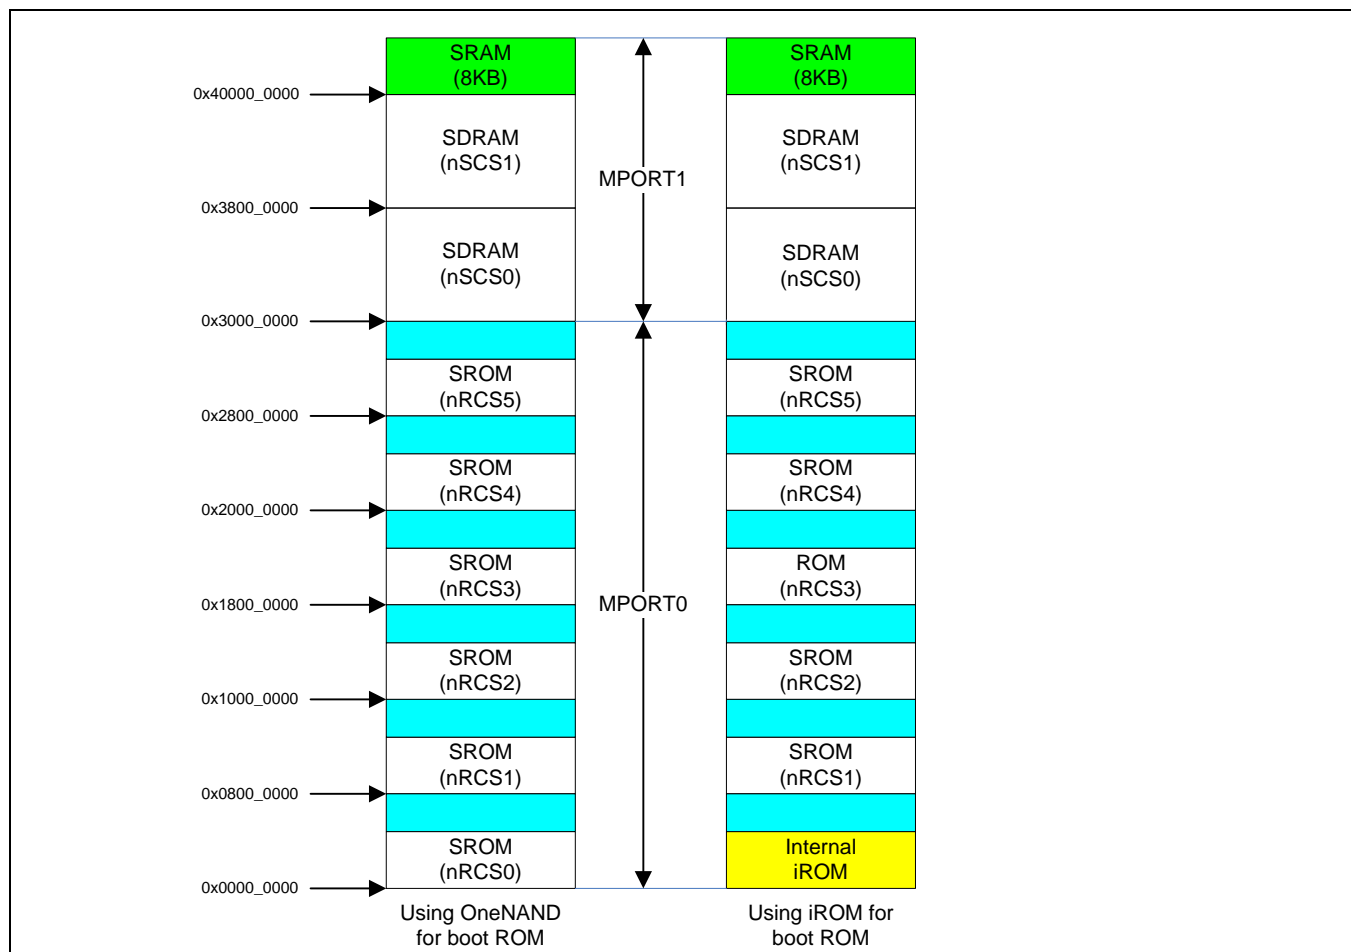 SRAM
(8KB)
SRAM
(8KB)
0x40000_0000
SDRAM
(nSCS1)
SDRAM
(nSCS1)
MPORT1
0x3800_0000
SDRAM
(nSCS0)
SDRAM
(nSCS0)
0x3000_0000
SROM
(nRCS5)
SROM
(nRCS5)
0x2800_0000
SROM
(nRCS4)
SROM
(nRCS4)
0x2000_0000
SROM
(nRCS3)
ROM
(nRCS3)
0x1800_0000
MPORT0
SROM
(nRCS2)
SROM
(nRCS2)
0x1000_0000
SROM
(nRCS1)
SROM
(nRCS1)
0x0800_0000
SROM
(nRCS0)
Internal
iROM
0x0000_0000
Using OneNAND
for boot ROM
Using iROM for
boot ROM